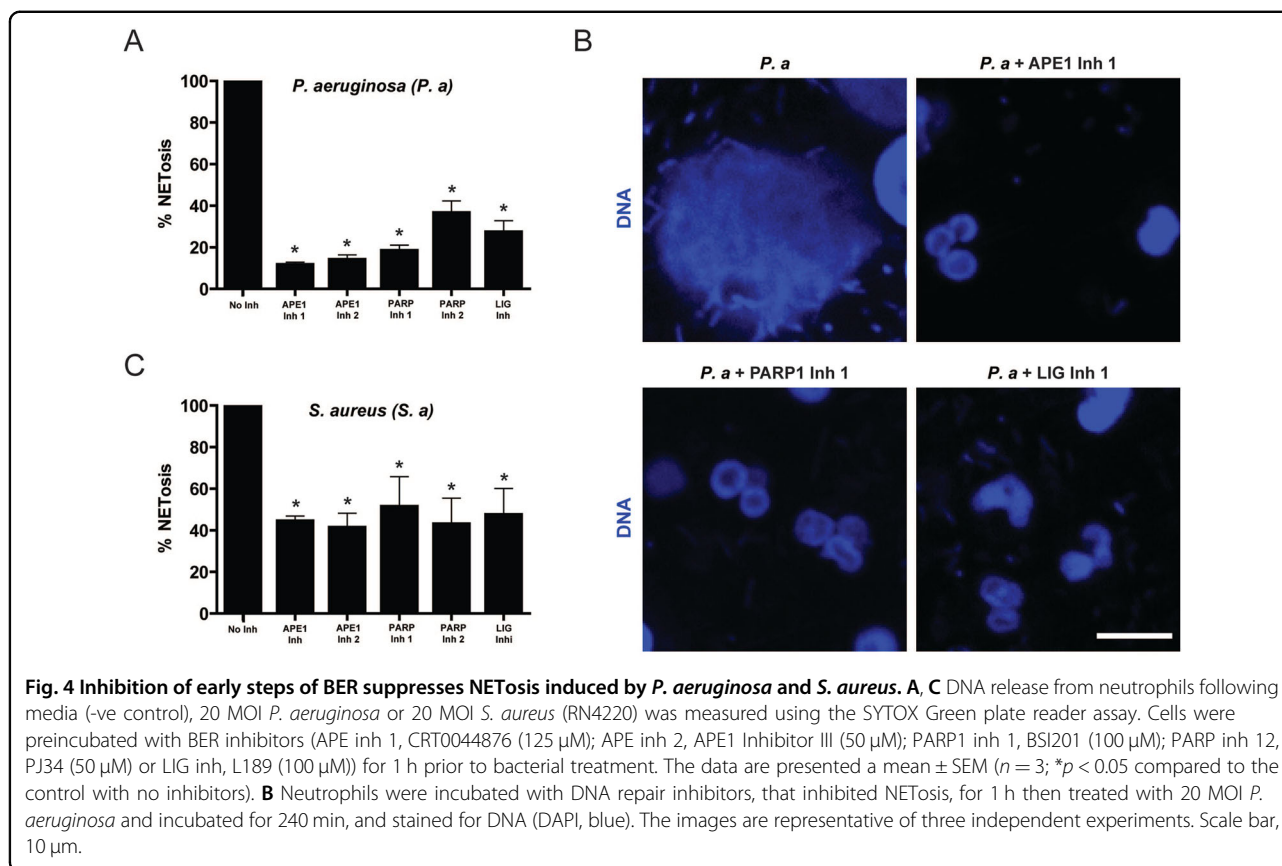 A
P. aeruginosa (P. a)
% NETosis
100
80
60
40
20
0
*
*
*
*
*
No Inh
APE1 Inh 1
APE1 Inh 2
PARP Inh 1
PARP Inh 2
LIG Inh
B
P. a
P. a + APE1 Inh 1
DNA
P. a + PARP1 Inh 1
P. a + LIG Inh 1
DNA
C
S. aureus (S. a)
% NETosis
100
80
60
40
20
0
*
*
*
*
*
No Inh
APE1 Inh
APE1 Inh 2
PARP Inh 1
PARP Inh 2
LIG Inhi
Fig. 4 Inhibition of early steps of BER suppresses NETosis induced by P. aeruginosa and S. aureus. A, C DNA release from neutrophils following
media (-ve control), 20 MOI P. aeruginosa or 20 MOI S. aureus (RN4220) was measured using the SYTOX Green plate reader assay. Cells were
preincubated with BER inhibitors (APE inh 1, CRT0044876 (125 µM); APE inh 2, APE1 Inhibitor III (50 µM); PARP1 inh 1, BSI201 (100 µM); PARP inh 12,
PJ34 (50 µM) or LIG inh, L189 (100 µM)) for 1 h prior to bacterial treatment. The data are presented a mean ± SEM (n = 3; *p < 0.05 compared to the
control with no inhibitors). B Neutrophils were incubated with DNA repair inhibitors, that inhibited NETosis, for 1 h then treated with 20 MOI P.
aeruginosa and incubated for 240 min, and stained for DNA (DAPI, blue). The images are representative of three independent experiments. Scale bar,
10 µm.